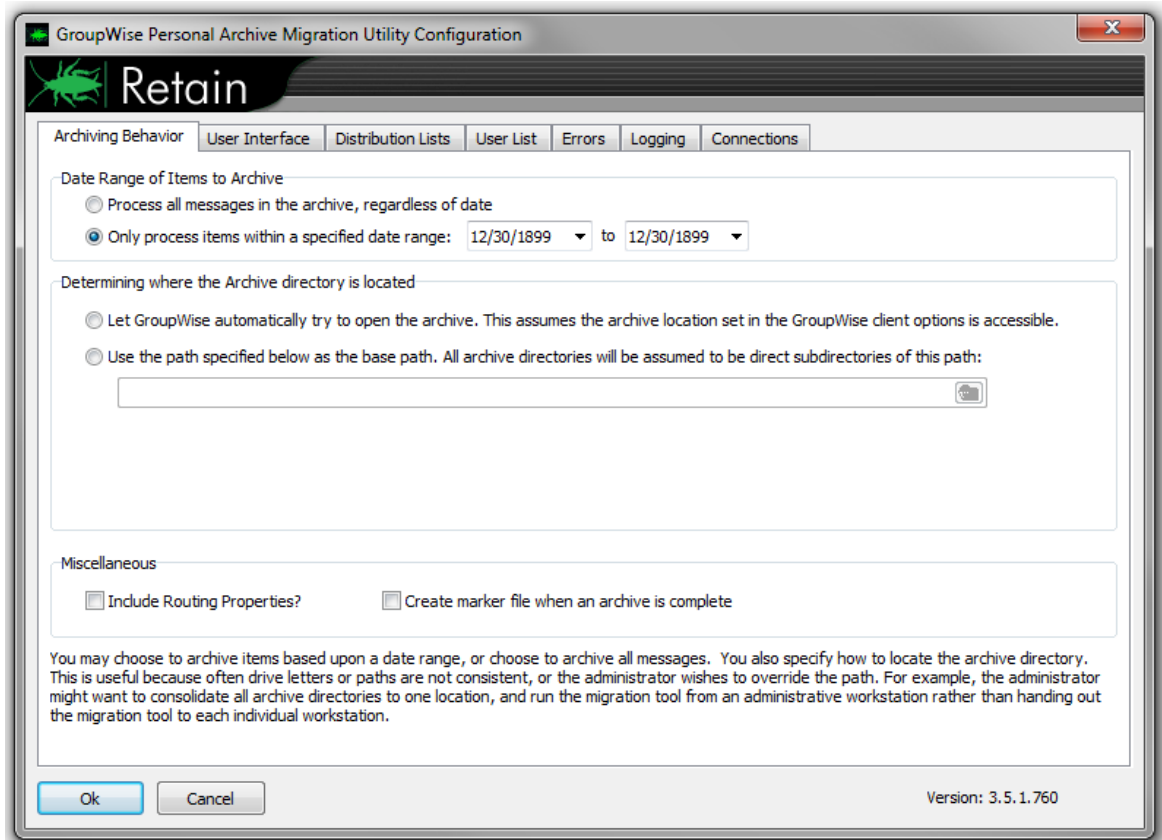 GroupWise Personal Archive Migration Utility Configuration
Retain
Archiving Behavior User Interface Distribution Lists User List Errors Logging Connections
Date Range of Items to Archive
Process all messages in the archive, regardless of date
Only process items within a specified date range: 12/30/1899 to 12/30/1899
Determining where the Archive directory is located
Let GroupWise automatically try to open the archive. This assumes the archive location set in the GroupWise client options is accessible.
Use the path specified below as the base path. All archive directories will be assumed to be direct subdirectories of this path:
Miscellaneous
Include Routing Properties? Create marker file when an archive is complete
You may choose to archive items based upon a date range, or choose to archive all messages. You also specify how to locate the archive directory.
This is useful because often drive letters or paths are not consistent, or the administrator wishes to override the path. For example, the administrator
might want to consolidate all archive directories to one location, and run the migration tool from an administrative workstation rather than handing out
the migration tool to each individual workstation.
Ok Cancel Version: 3.5.1.760